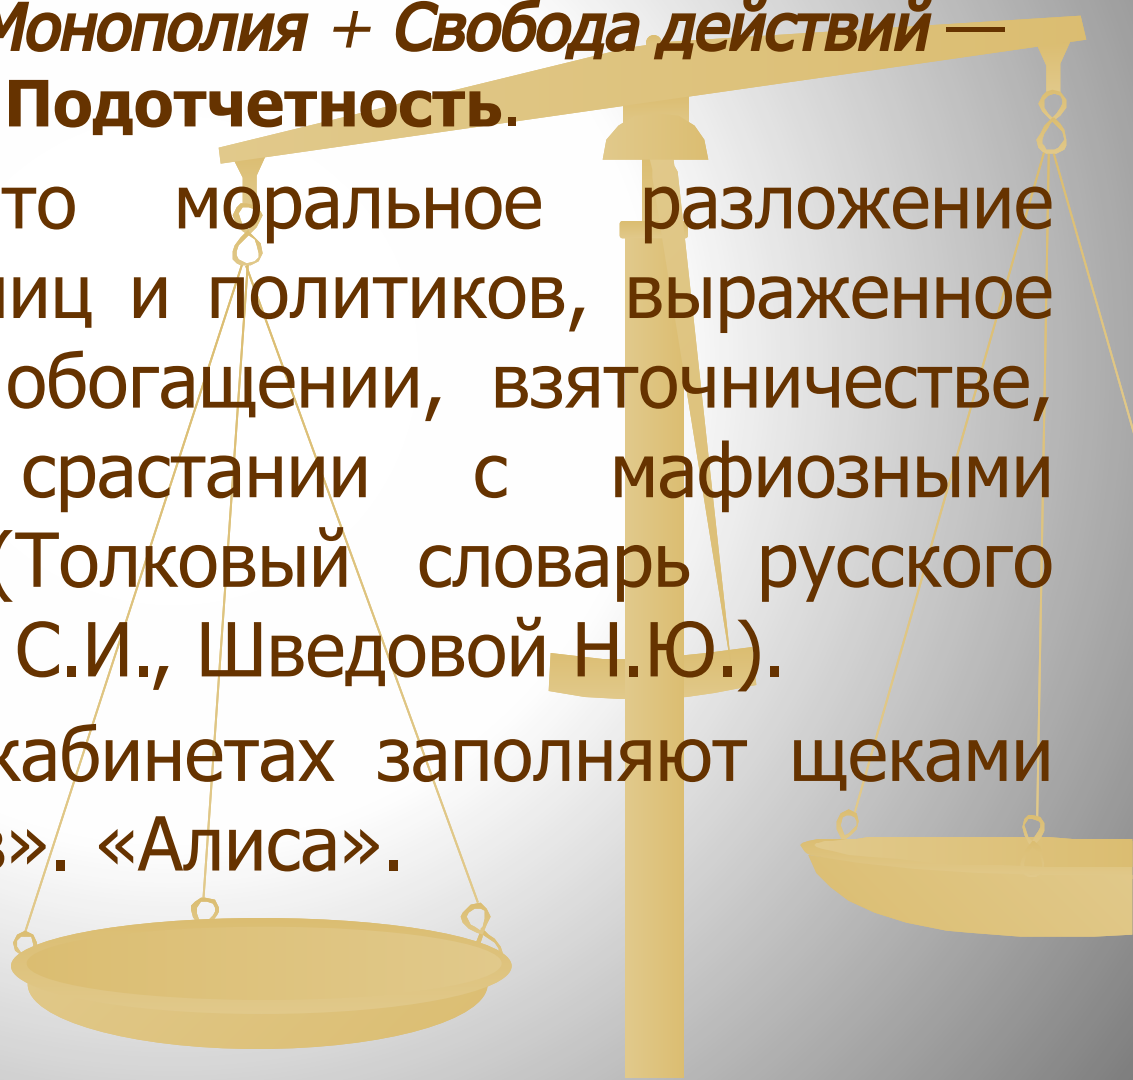 Монополия + Свобода действий —
Подотчетность.
то моральное разложение
лиц и политиков, выраженное
обогащении, взяточничестве,
срастании с мафиозными
(Толковый словарь русского
С.И., Шведовой Н.Ю.).
кабинетах заполняют щеками
в». «Алиса».